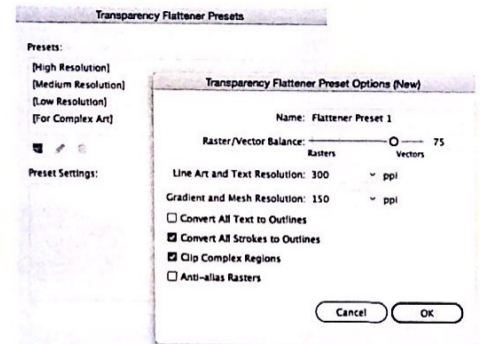 Transparency Flattener Presets
Presets:
[High Resolution]
[Medium Resolution]
[Low Resolution]
[For Complex Art]
Preset Settings:
Transparency Flattener Preset Options (New)
Name: Flattener Preset 1
Raster/Vector Balance: 75
Rasters Vectors
Line Art and Text Resolution: 300 ppi
Gradient and Mesh Resolution: 150 ppi
Convert All Text to Outlines
Convert All Strokes to Outlines
Clip Complex Regions
Anti-alias Rasters
Cancel OK